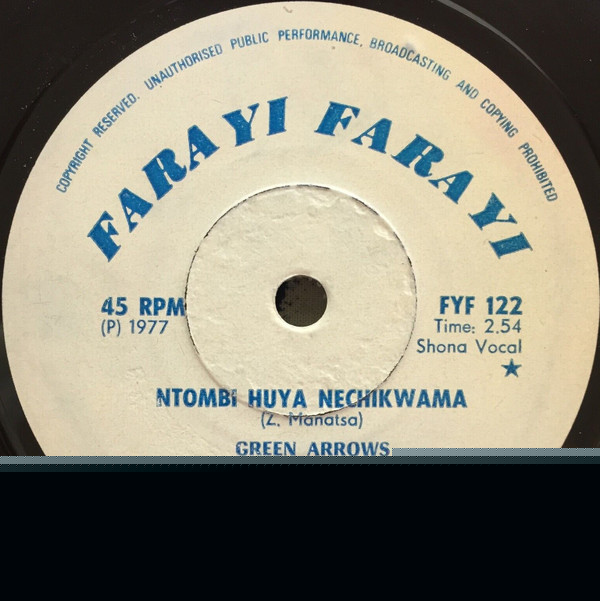 COPYRIGHT RESERVED. UNAUTHORISED PUBLIC PERFORMANCE, BROADCASTING AND COPYING PROHIBITED
FARAYI FARAYI
45 RPM
(P) 1977
FYF 122
Time: 2.54
Shona Vocal
NTOMBI HUYA NECHIKWAMA
(Z. Manatsa)
GREEN ARROWS